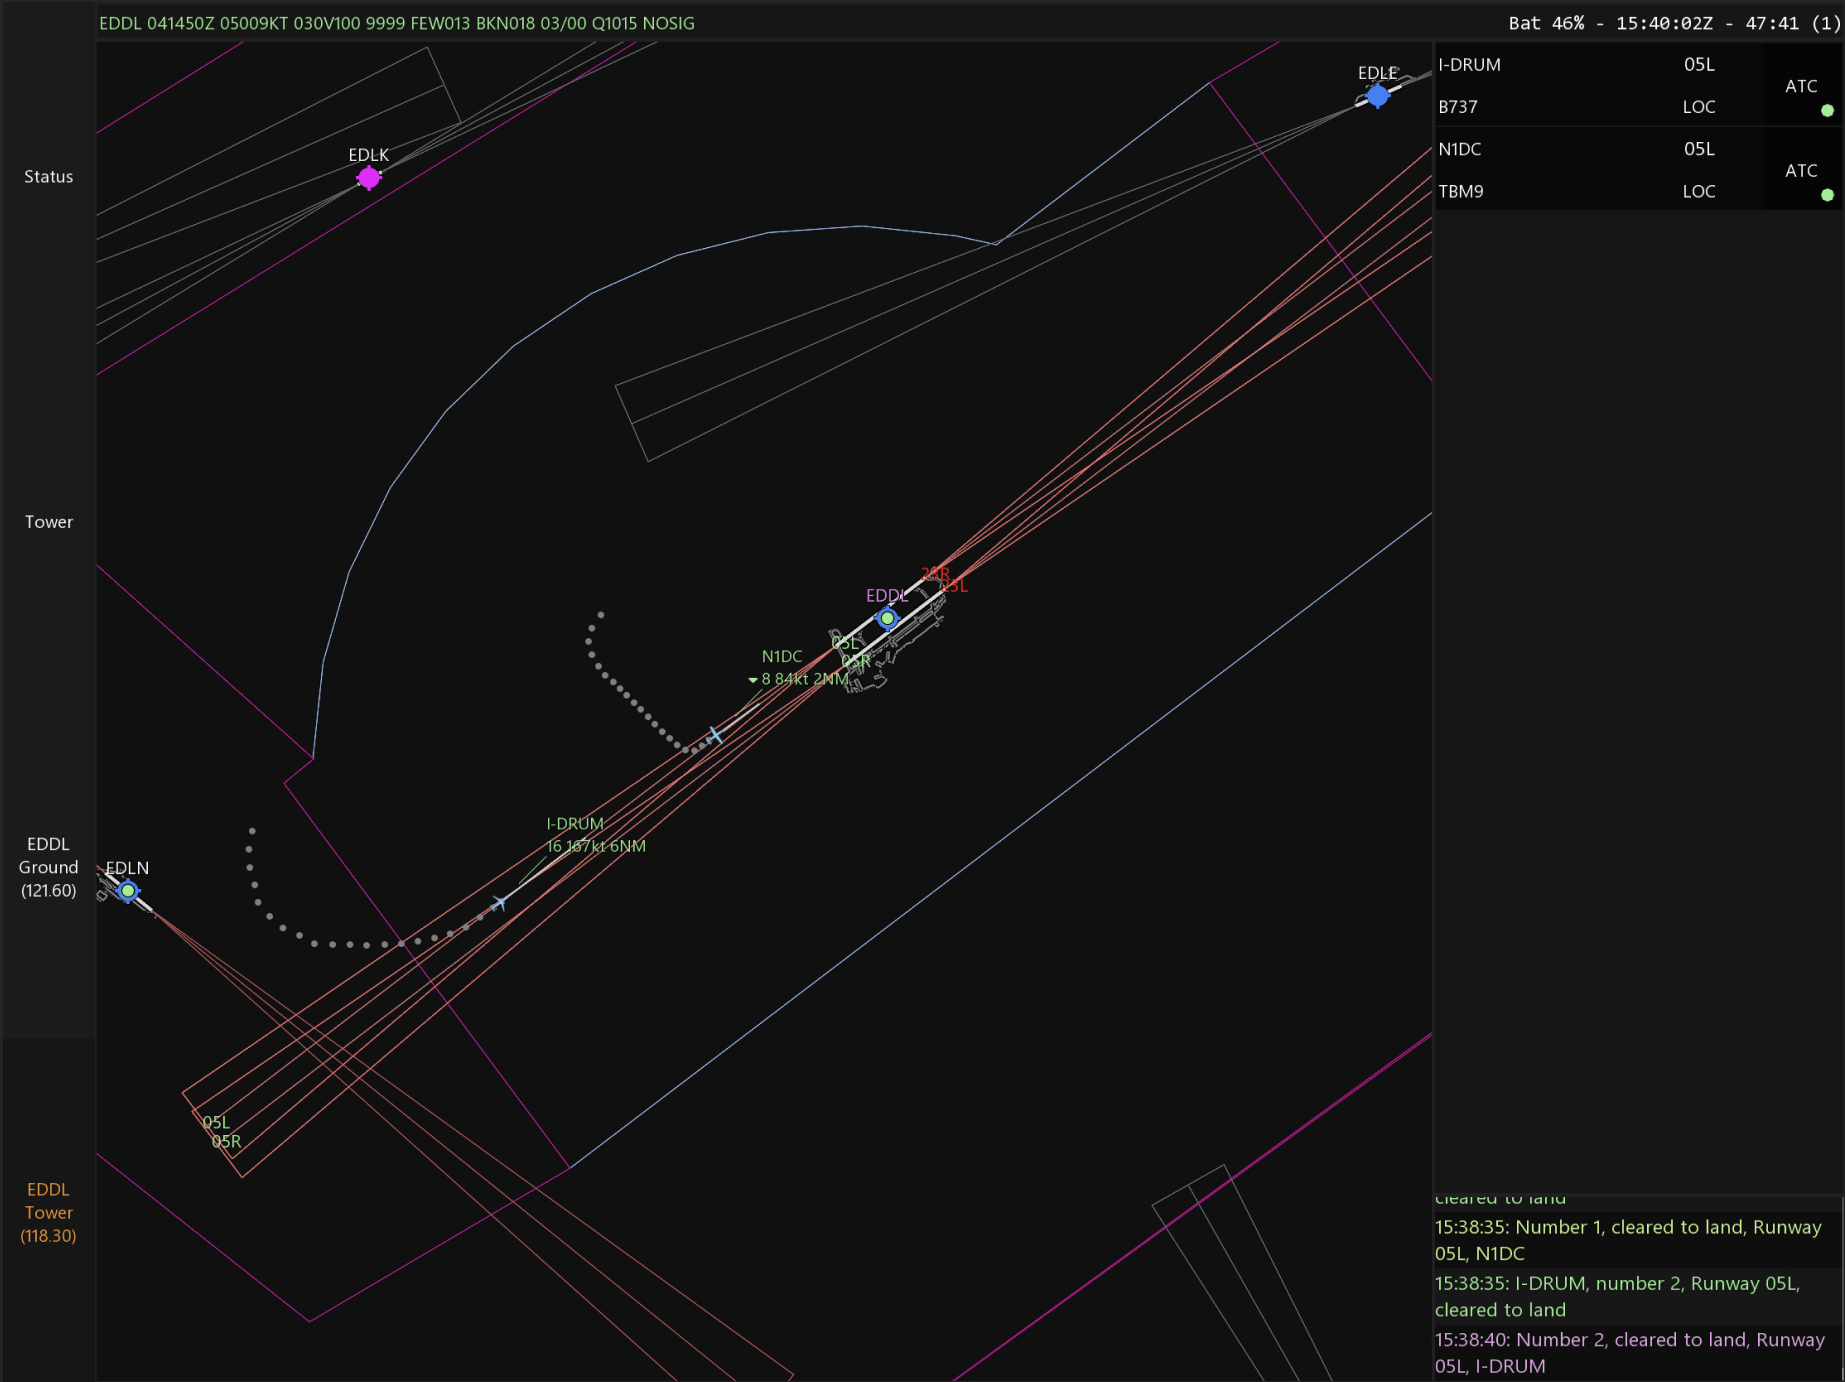 EDDL 041450Z 05009KT 030V100 9999 FEW013 BKN018 03/00 Q1015 NOSIG
Bat 46% - 15:40:02Z - 47:41 (1)
Status
Tower
EDDL
Ground
(121.60)
EDDL
Tower
(118.30)
EDLK
EDLE
EDDL
23L
05L
05R
N1DC
8 84kt 2NM
I-DRUM
16 167kt 6NM
EDLN
05L
05R
I-DRUM 05L
ATC
B737 LOC
N1DC 05L
ATC
TBM9 LOC
cleared to land
15:38:35: Number 1, cleared to land, Runway
05L, N1DC
15:38:35: I-DRUM, number 2, Runway 05L,
cleared to land
15:38:40: Number 2, cleared to land, Runway
05L, I-DRUM